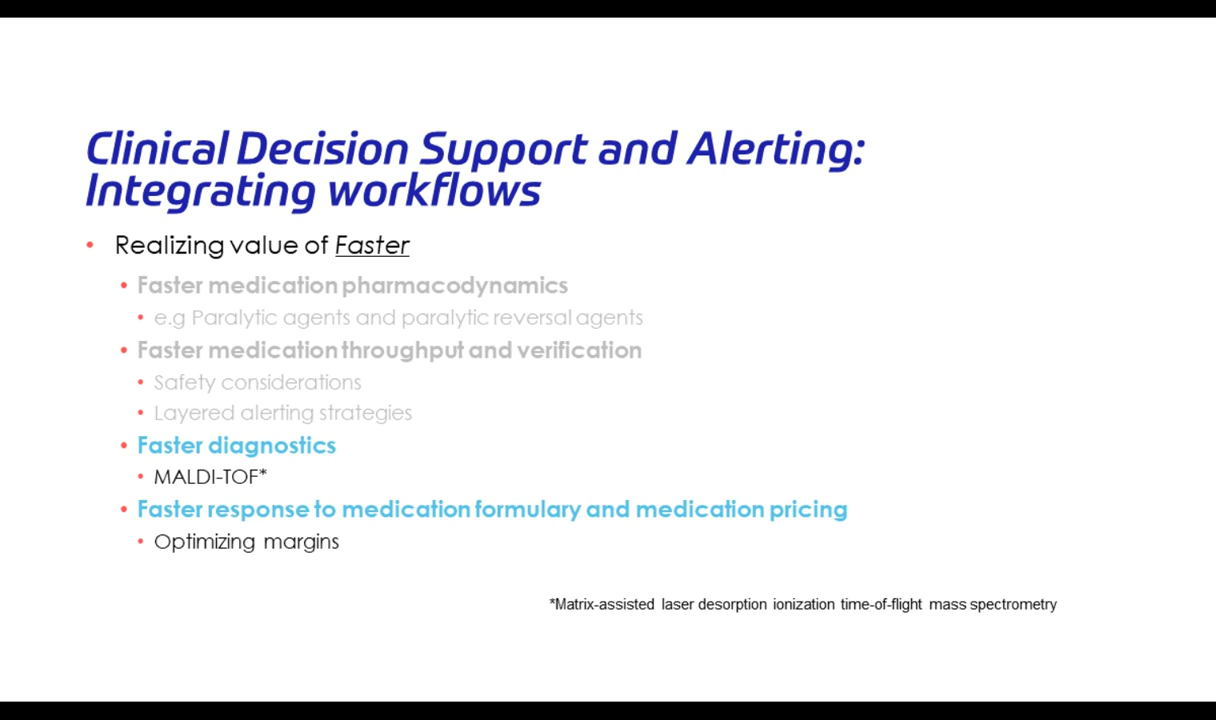 Clinical Decision Support and Alerting:
Integrating workflows
• Realizing value of Faster
• Faster medication pharmacodynamics
• e.g Paralytic agents and paralytic reversal agents
• Faster medication throughput and verification
• Safety considerations
• Layered alerting strategies
• Faster diagnostics
• MALDI-TOF*
• Faster response to medication formulary and medication pricing
• Optimizing margins
*Matrix-assisted laser desorption ionization time-of-flight mass spectrometry